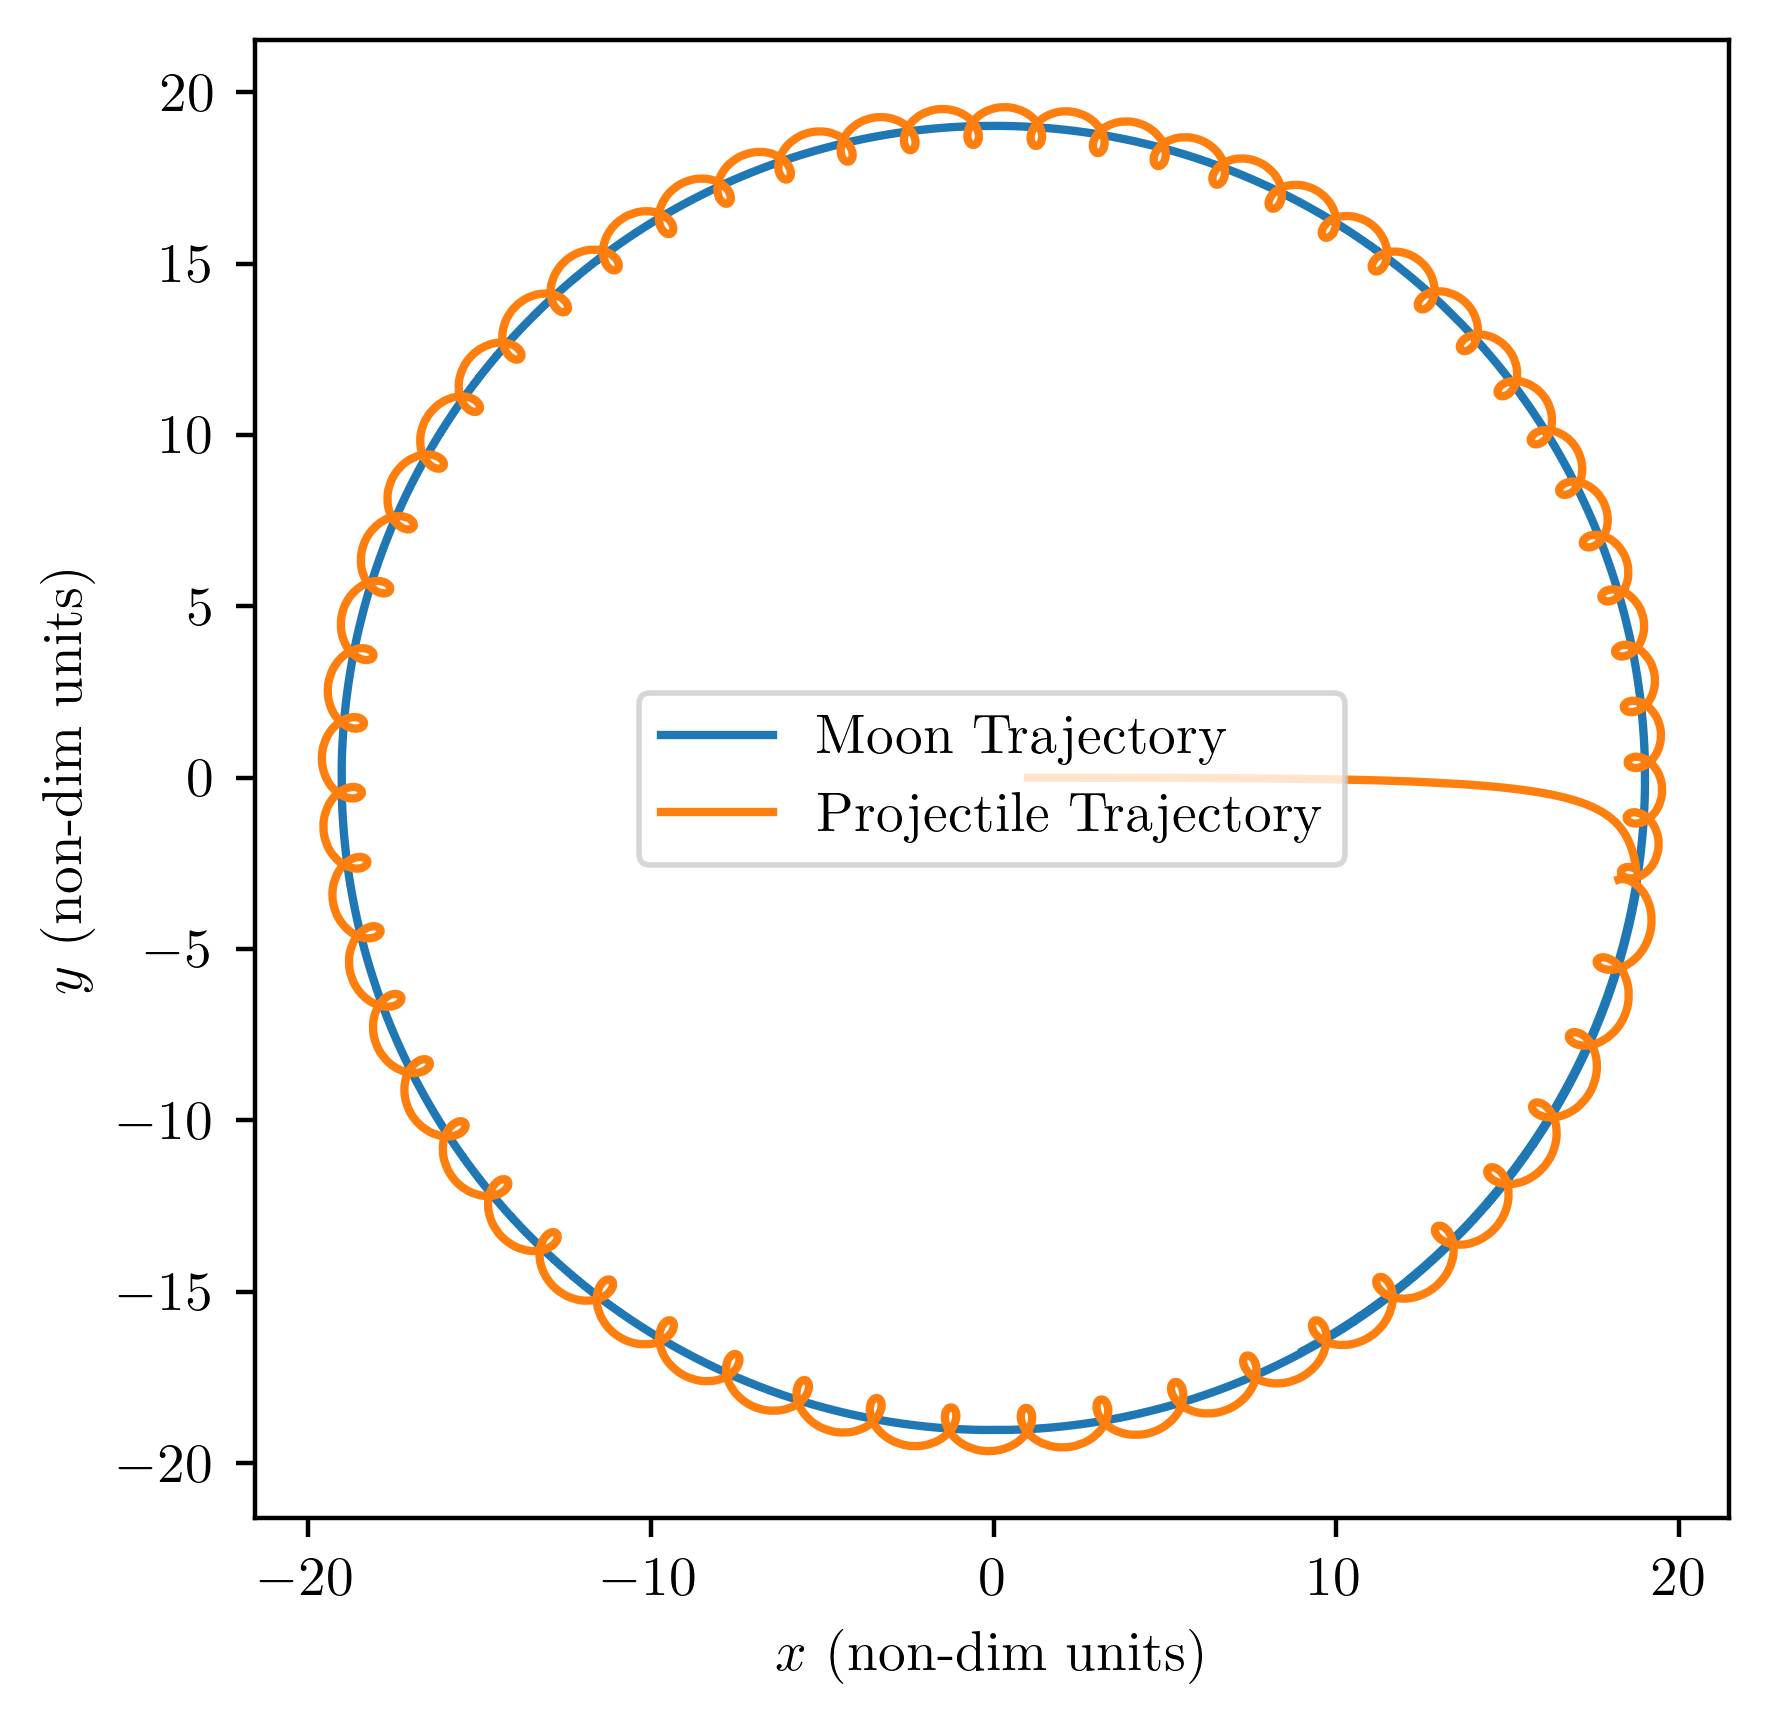 20
15
10
5
0
−5
−10
−15
−20
y (non-dim units)
Moon Trajectory
Projectile Trajectory
−20 −10 0 10 20
x (non-dim units)